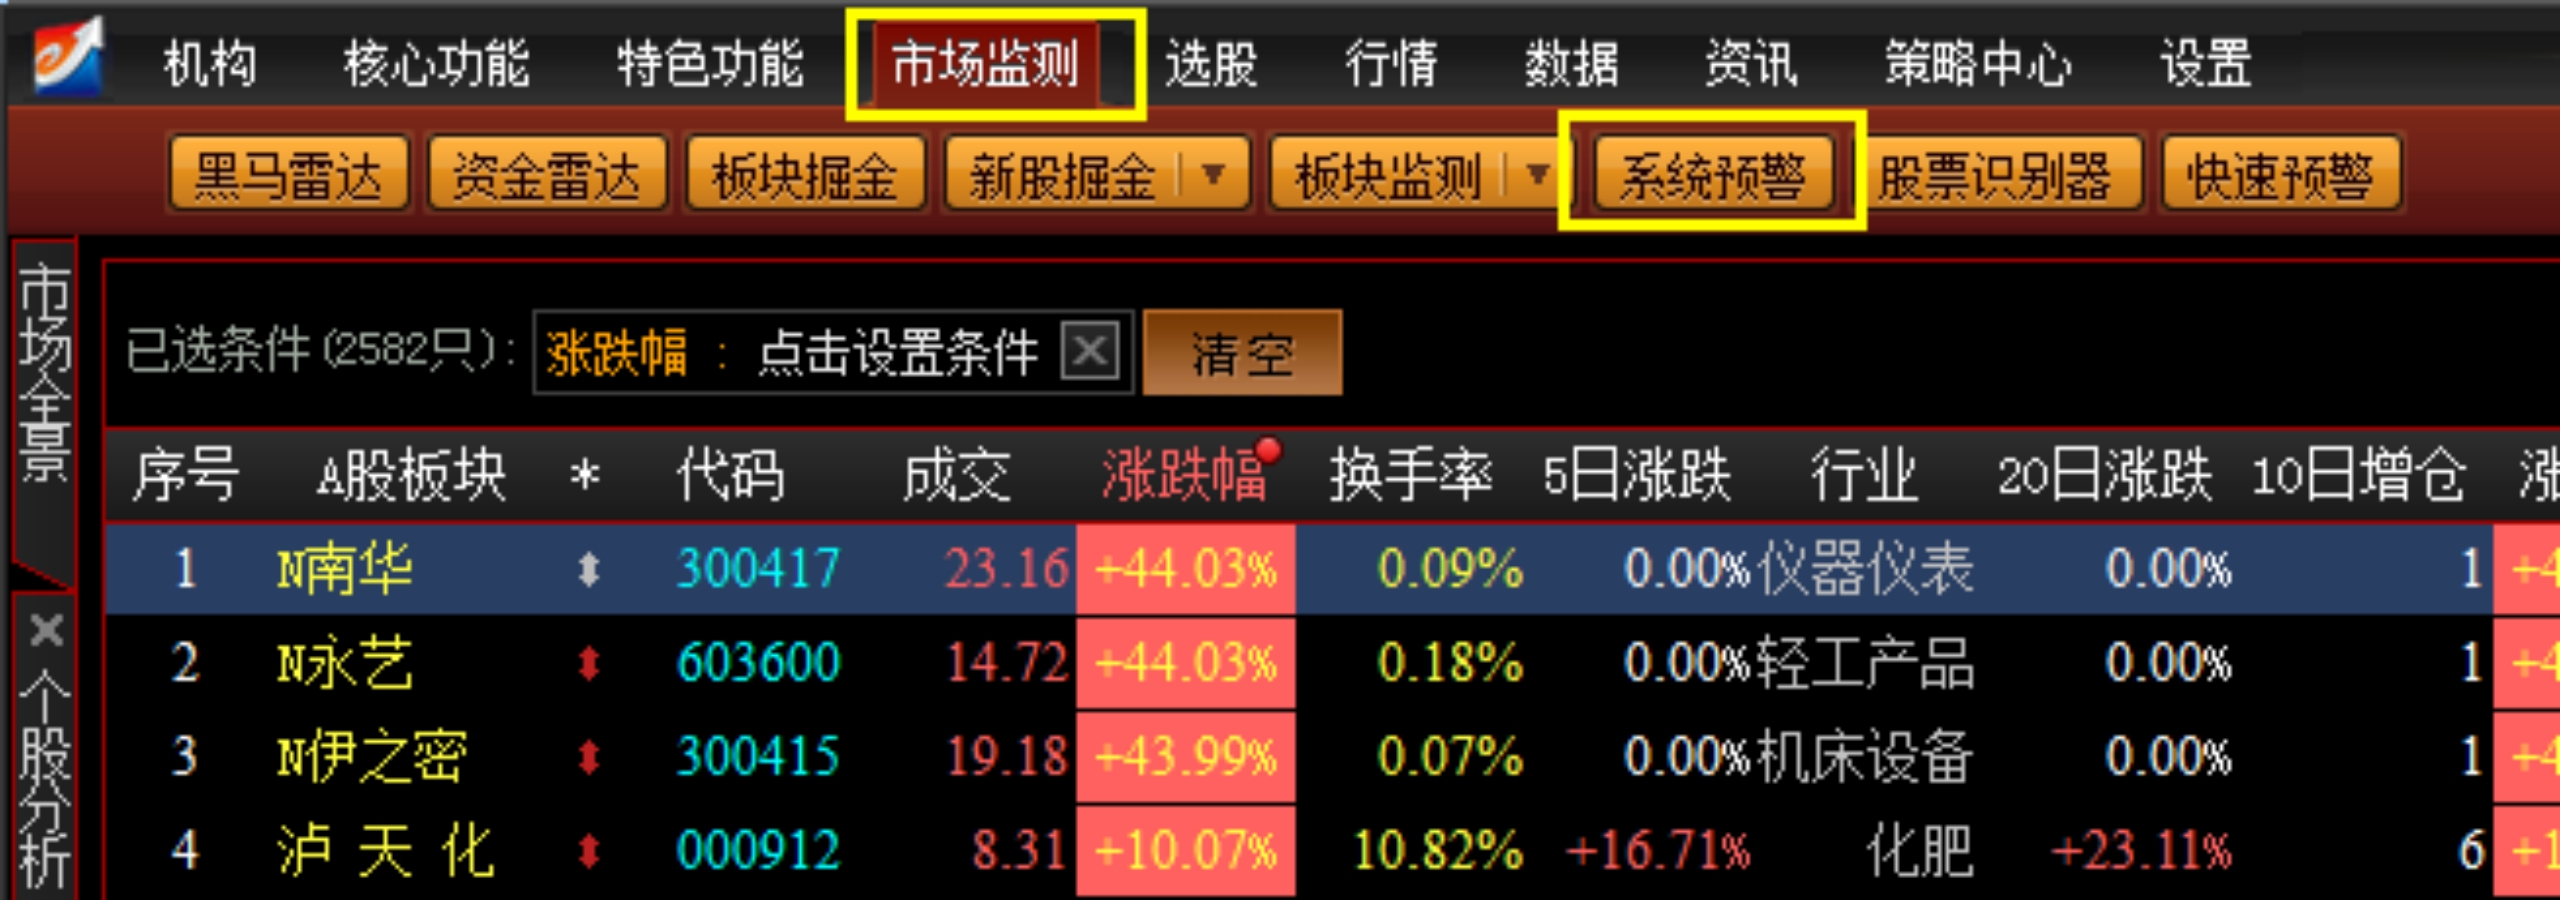 机构 核心功能 特色功能 市场监测 选股 行情 数据 资讯 策略中心 设置
黑马雷达 资金雷达 板块掘金 新股掘金 ▼ 板块监测 ▼ 系统预警 股票识别器 快速预警
市场全景
已选条件(2582只): 涨跌幅 : 点击设置条件 X 清空
序号 A股板块 * 代码 成交 涨跌幅 换手率 5日涨跌 行业 20日涨跌 10日增仓 涨
1 N南华 300417 23.16 +44.03% 0.09% 0.00% 仪器仪表 0.00% 1 +4
2 N永艺 603600 14.72 +44.03% 0.18% 0.00% 轻工产品 0.00% 1 +4
3 N伊之密 300415 19.18 +43.99% 0.07% 0.00% 机床设备 0.00% 1 +4
4 泸天化 000912 8.31 +10.07% 10.82% +16.71% 化肥 +23.11% 6 +1
× 个股分析